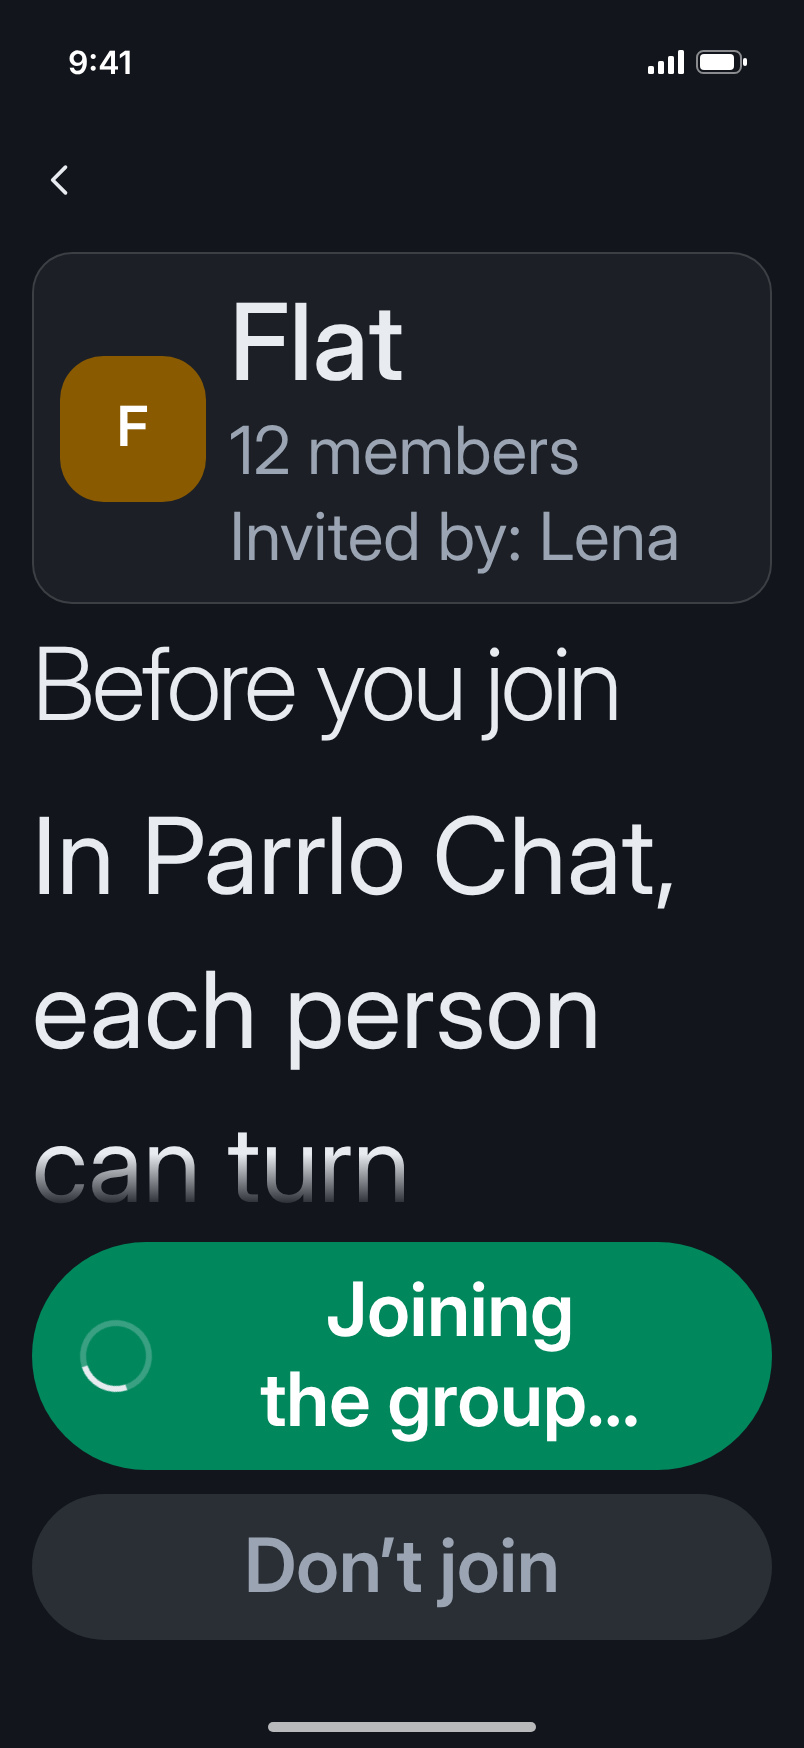 9:41
Flat
F
12 members
Invited by: Lena
Before you join
In Parrlo Chat,
each person
can turn
Joining
the group...
Don’t join